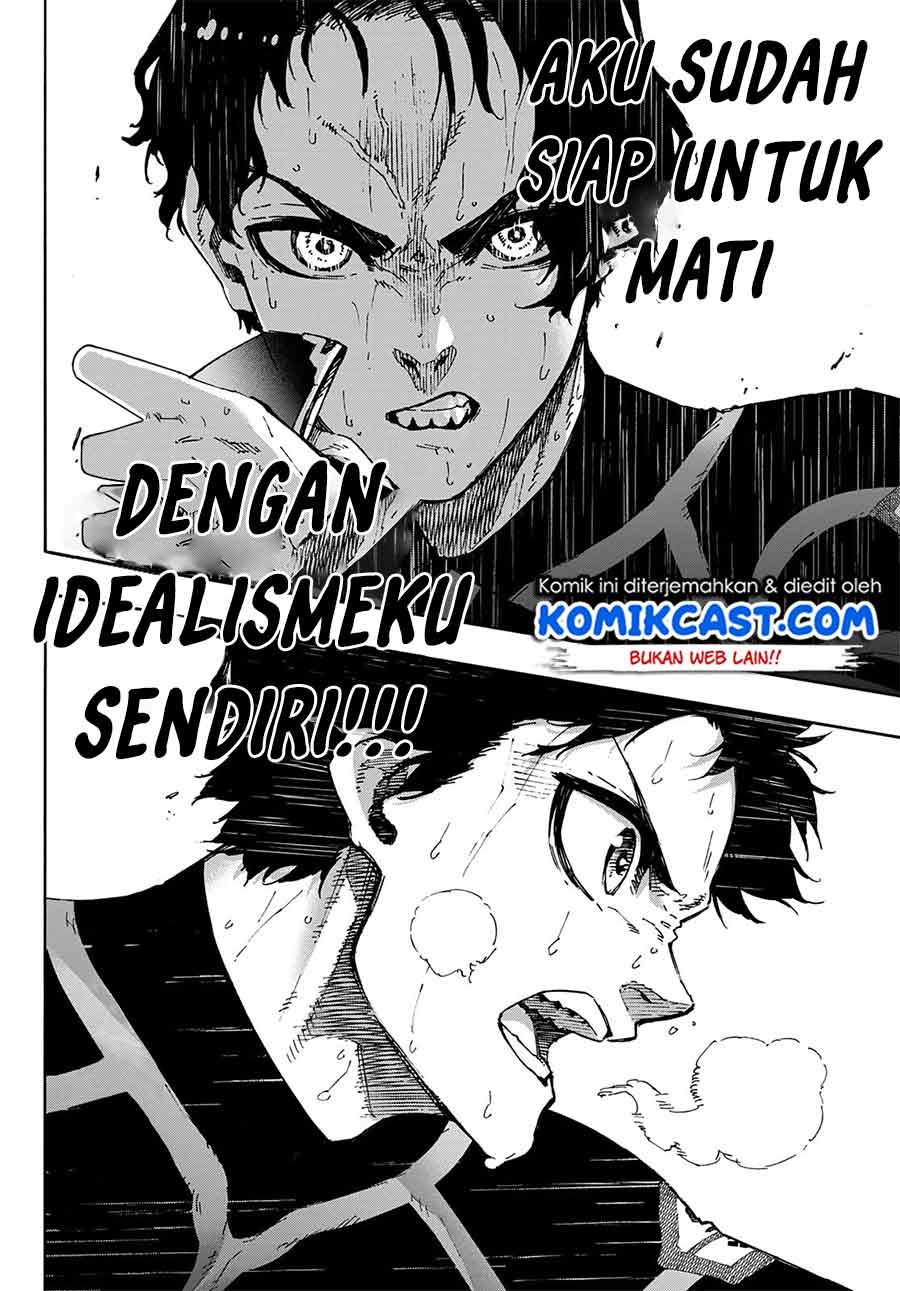 AKU SUDAH
SIAP UNTUK
MATI
DENGAN
IDEALISMEKU
SENDIRI!!!
Komik ini diterjemahkan & diedit oleh
KOMIKCAST.COM
BUKAN WEB LAIN!!